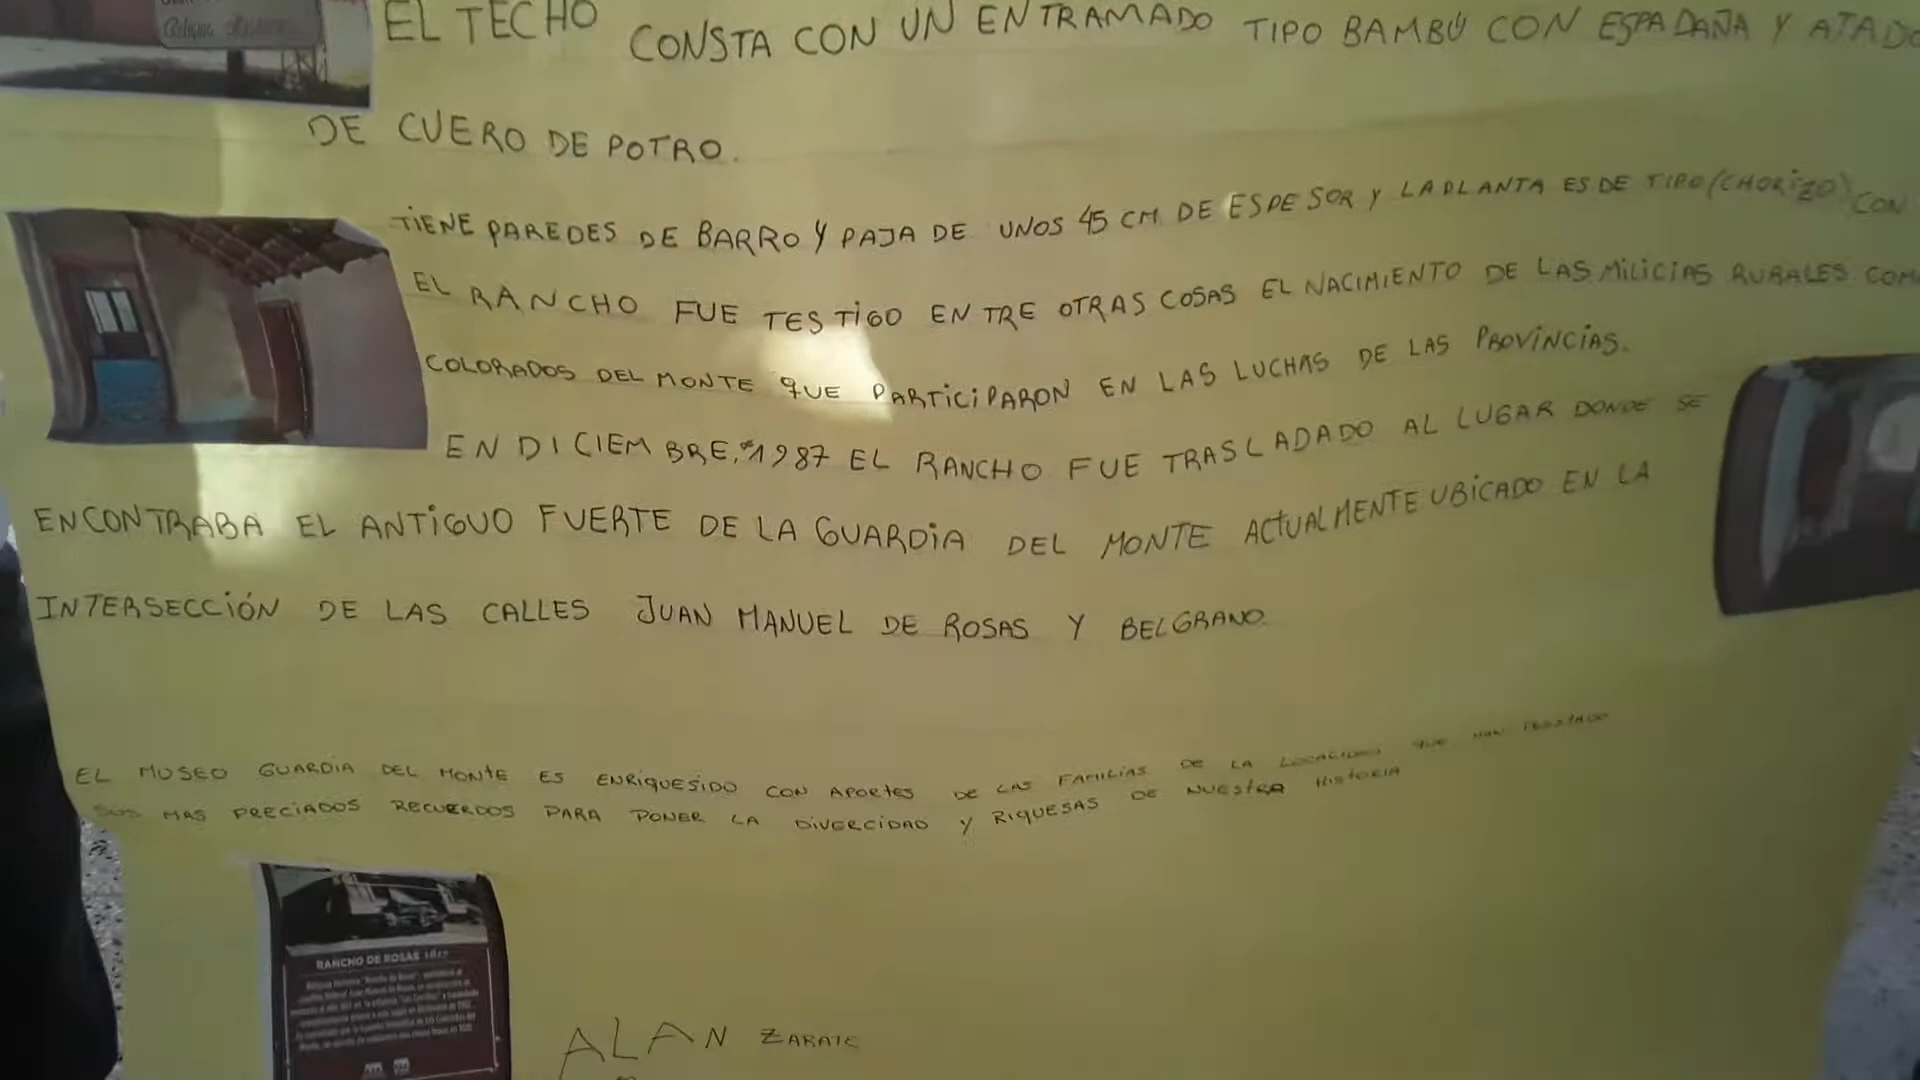 EL TECHO CONSTA CON UN ENTRAMADO TIPO BAMBÚ CON ESPADAÑA Y ATADO
DE CUERO DE POTRO.
TIENE PAREDES DE BARRO Y PAJA DE UNOS 45 CM DE ESPESOR Y LA PLANTA ES DE TIPO (CHORIZO) CON
EL RANCHO FUE TESTIGO ENTRE OTRAS COSAS EL NACIMIENTO DE LAS MILICIAS RURALES COM
COLORADOS DEL MONTE QUE PARTICIPARON EN LAS LUCHAS DE LAS PROVINCIAS.
EN DICIEMBRE, 1987 EL RANCHO FUE TRASLADADO AL LUGAR DONDE SE
ENCONTRABA EL ANTIGUO FUERTE DE LA GUARDIA DEL MONTE ACTUALMENTE UBICADO EN LA
INTERSECCIÓN DE LAS CALLES JUAN MANUEL DE ROSAS Y BELGRANO.
EL MUSEO GUARDIA DEL MONTE ES ENRIQUESIDO CON APORTES DE LAS FAMILIAS DE LA LOCALIDAD QUE HAN
SUS MAS PRECIADOS RECUERDOS PARA PONER LA DIVERCIDAD Y RIQUESAS DE NUESTRA HISTORIA
RANCHO DE ROSAS 1817
ALAN ZARATE